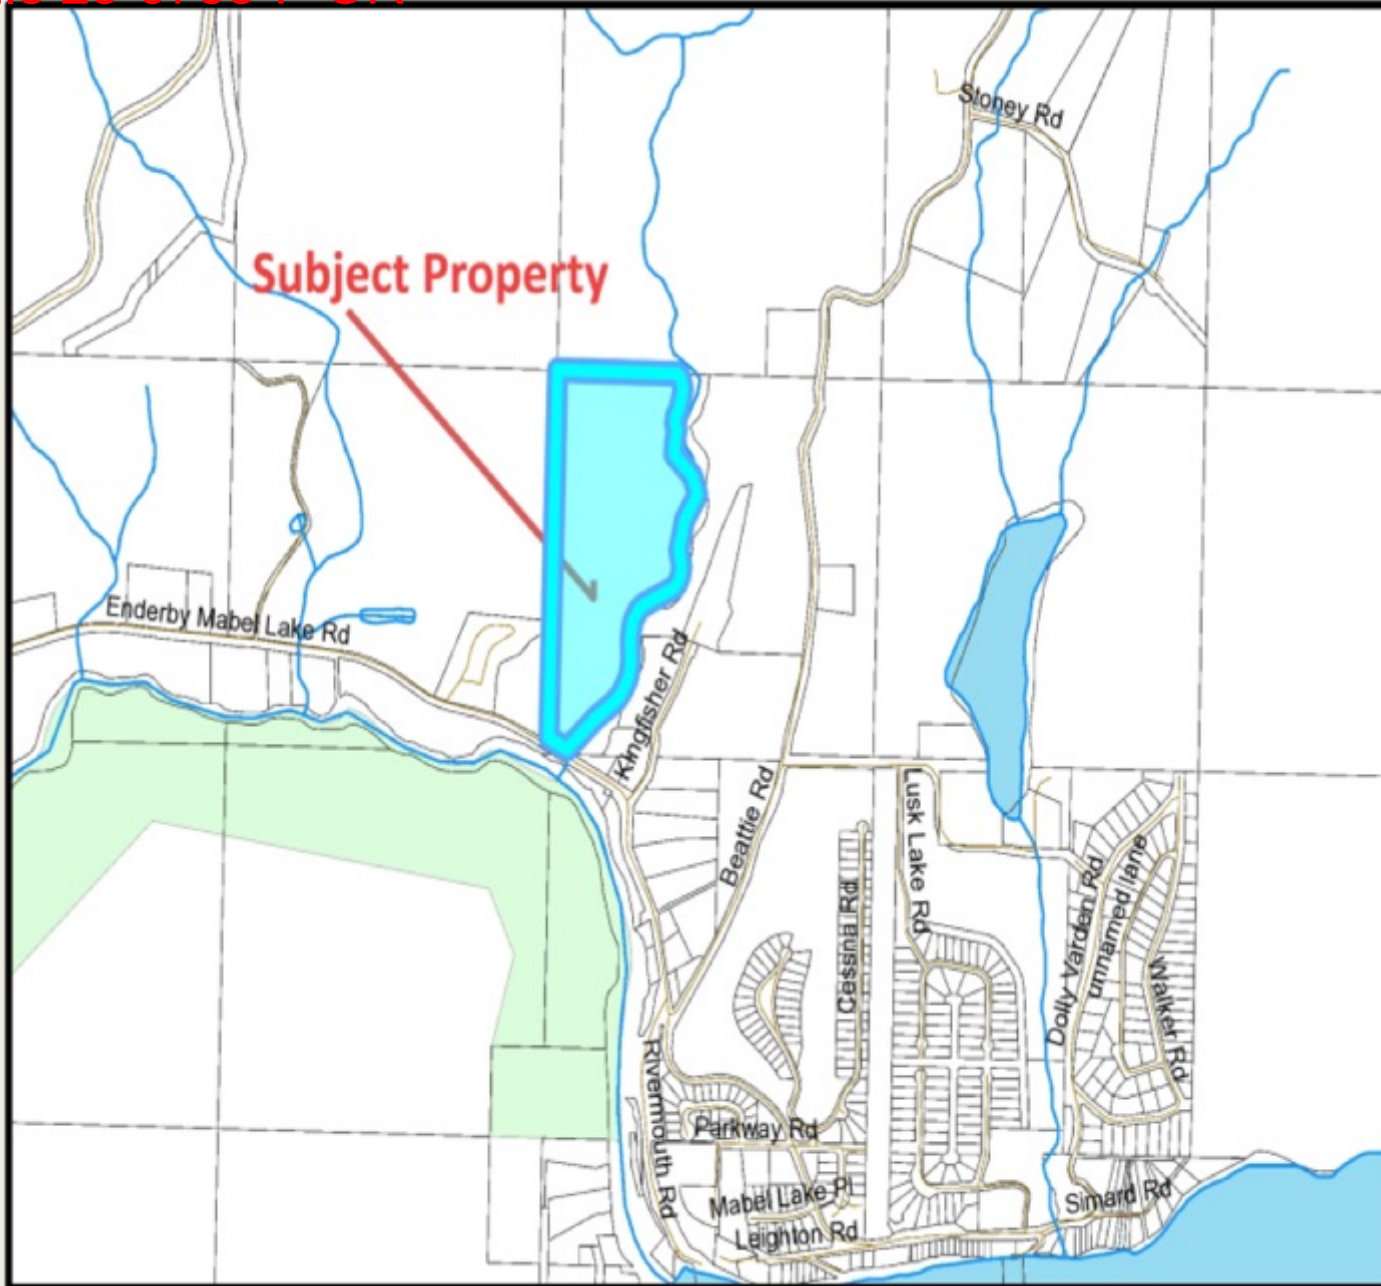 Stoney Rd
Subject Property
Enderby Mabel Lake Rd
Kingfisher Rd
Beattie Rd
Lusk Lake Rd
Cessna Rd
Dolly Varden Rd
unnamed lane
Walker Rd
Rivermouth Rd
Parkway Rd
Mabel Lake Pl
Leighton Rd
Simard Rd